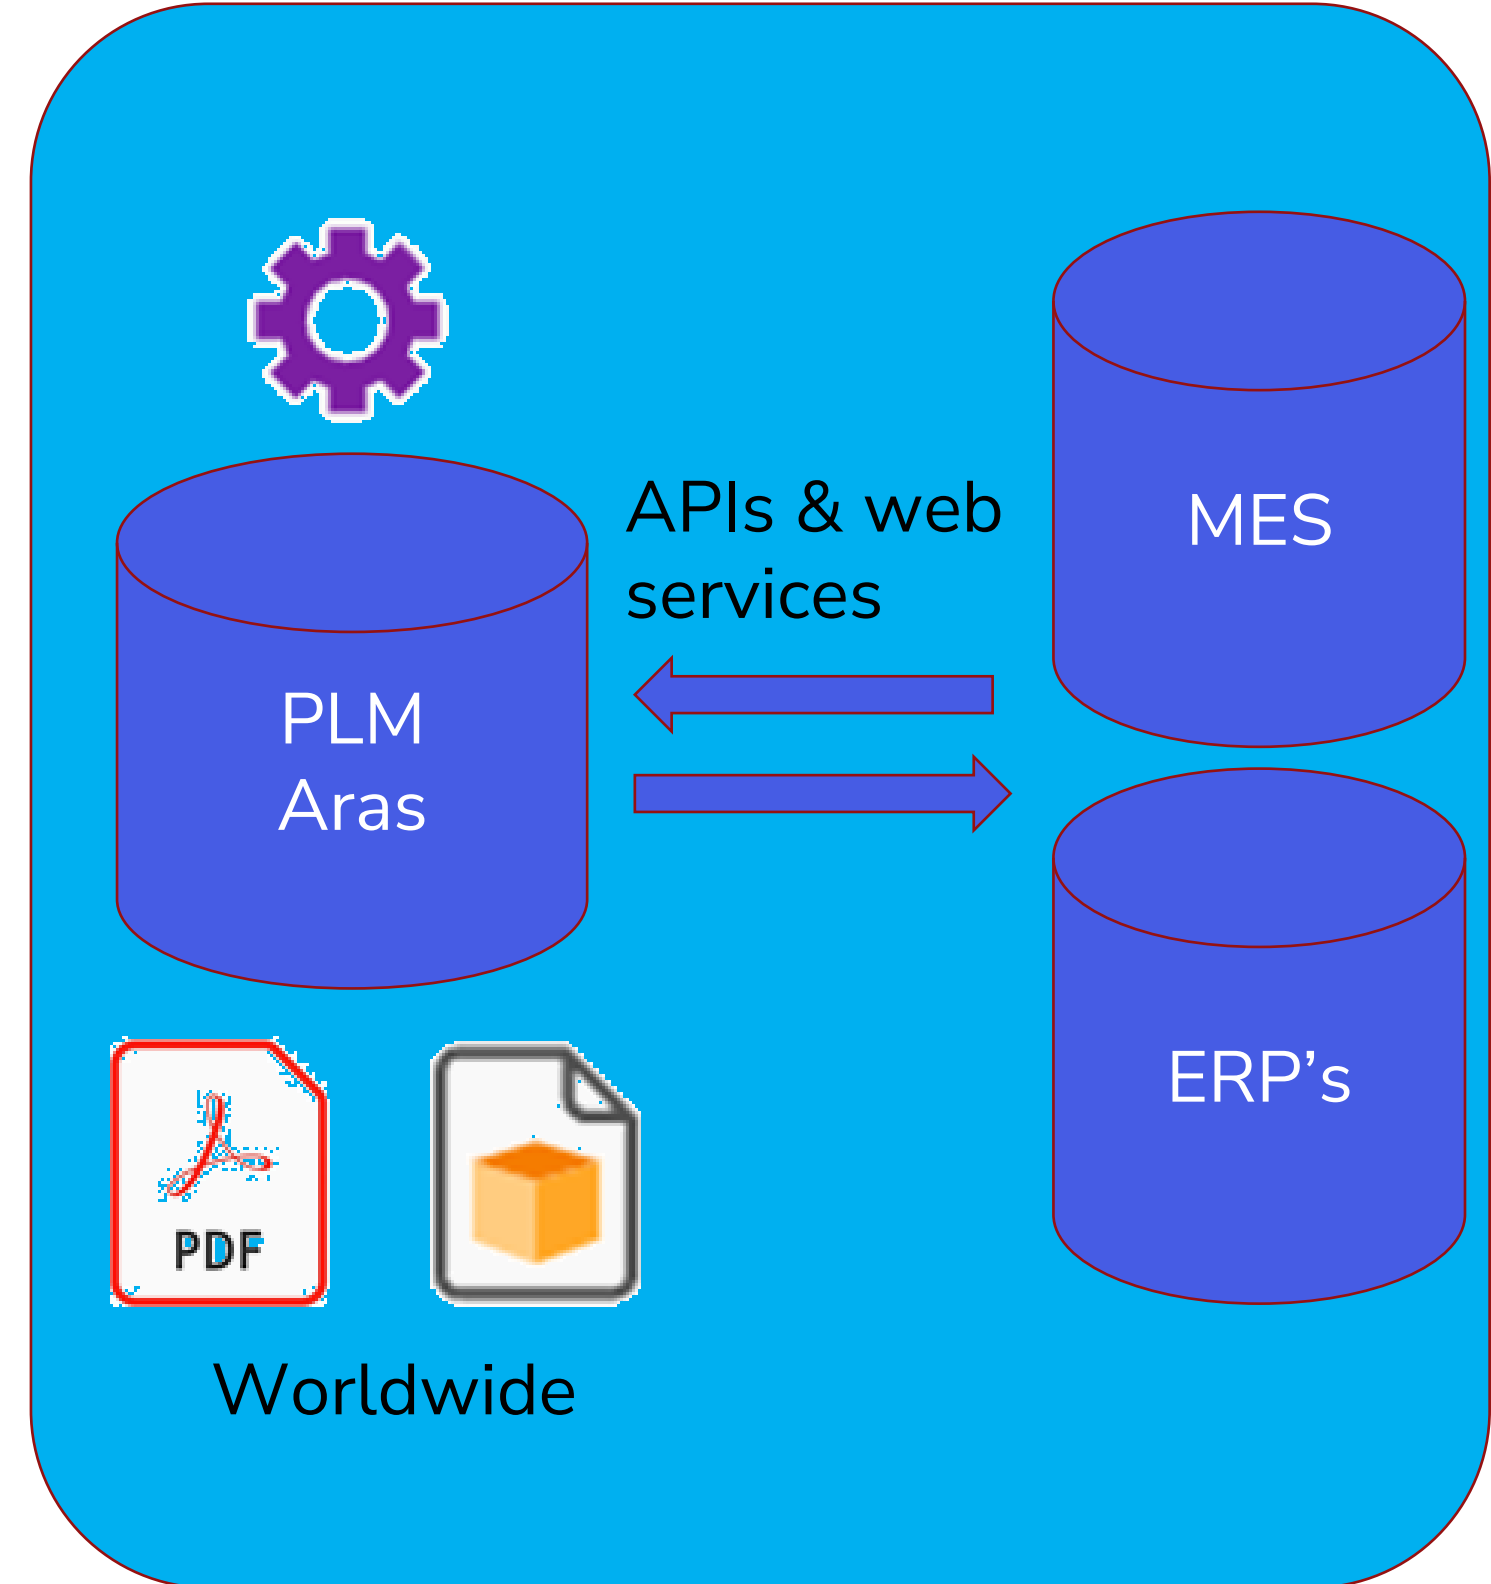 APIs & web
services
MES
PLM
Aras
ERP’s
PDF
Worldwide